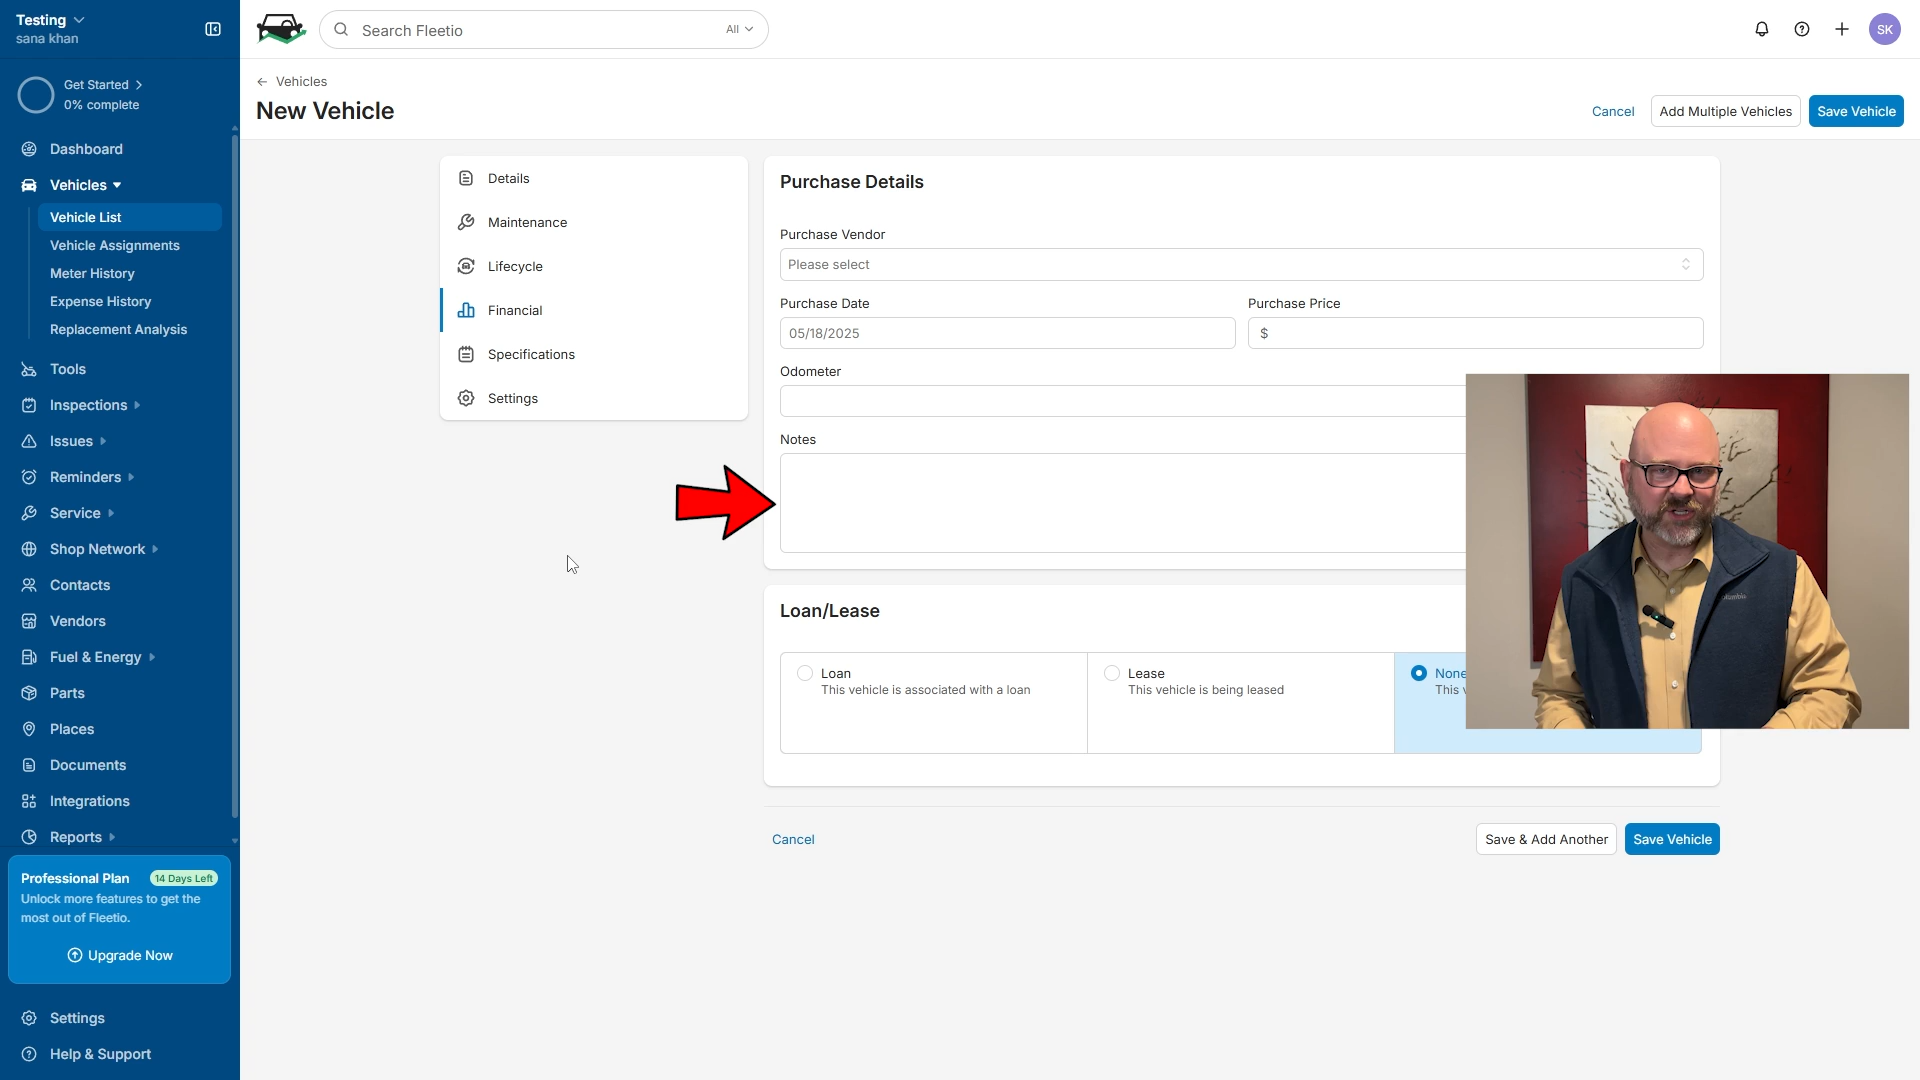 Testing
sana khan
Search Fleetio
All
SK
Get Started
0% complete
Dashboard
Vehicles
Vehicle List
Vehicle Assignments
Meter History
Expense History
Replacement Analysis
Tools
Inspections
Issues
Reminders
Service
Shop Network
Contacts
Vendors
Fuel & Energy
Parts
Places
Documents
Integrations
Reports
Professional Plan 14 Days Left
Unlock more features to get the
most out of Fleetio.
Upgrade Now
Settings
Help & Support
← Vehicles
New Vehicle
Cancel Add Multiple Vehicles Save Vehicle
Details
Maintenance
Lifecycle
Financial
Specifications
Settings
Purchase Details
Purchase Vendor
Please select
Purchase Date Purchase Price
05/18/2025 $
Odometer
Notes
Loan/Lease
Loan
This vehicle is associated with a loan
Lease
This vehicle is being leased
None
This
Cancel Save & Add Another Save Vehicle